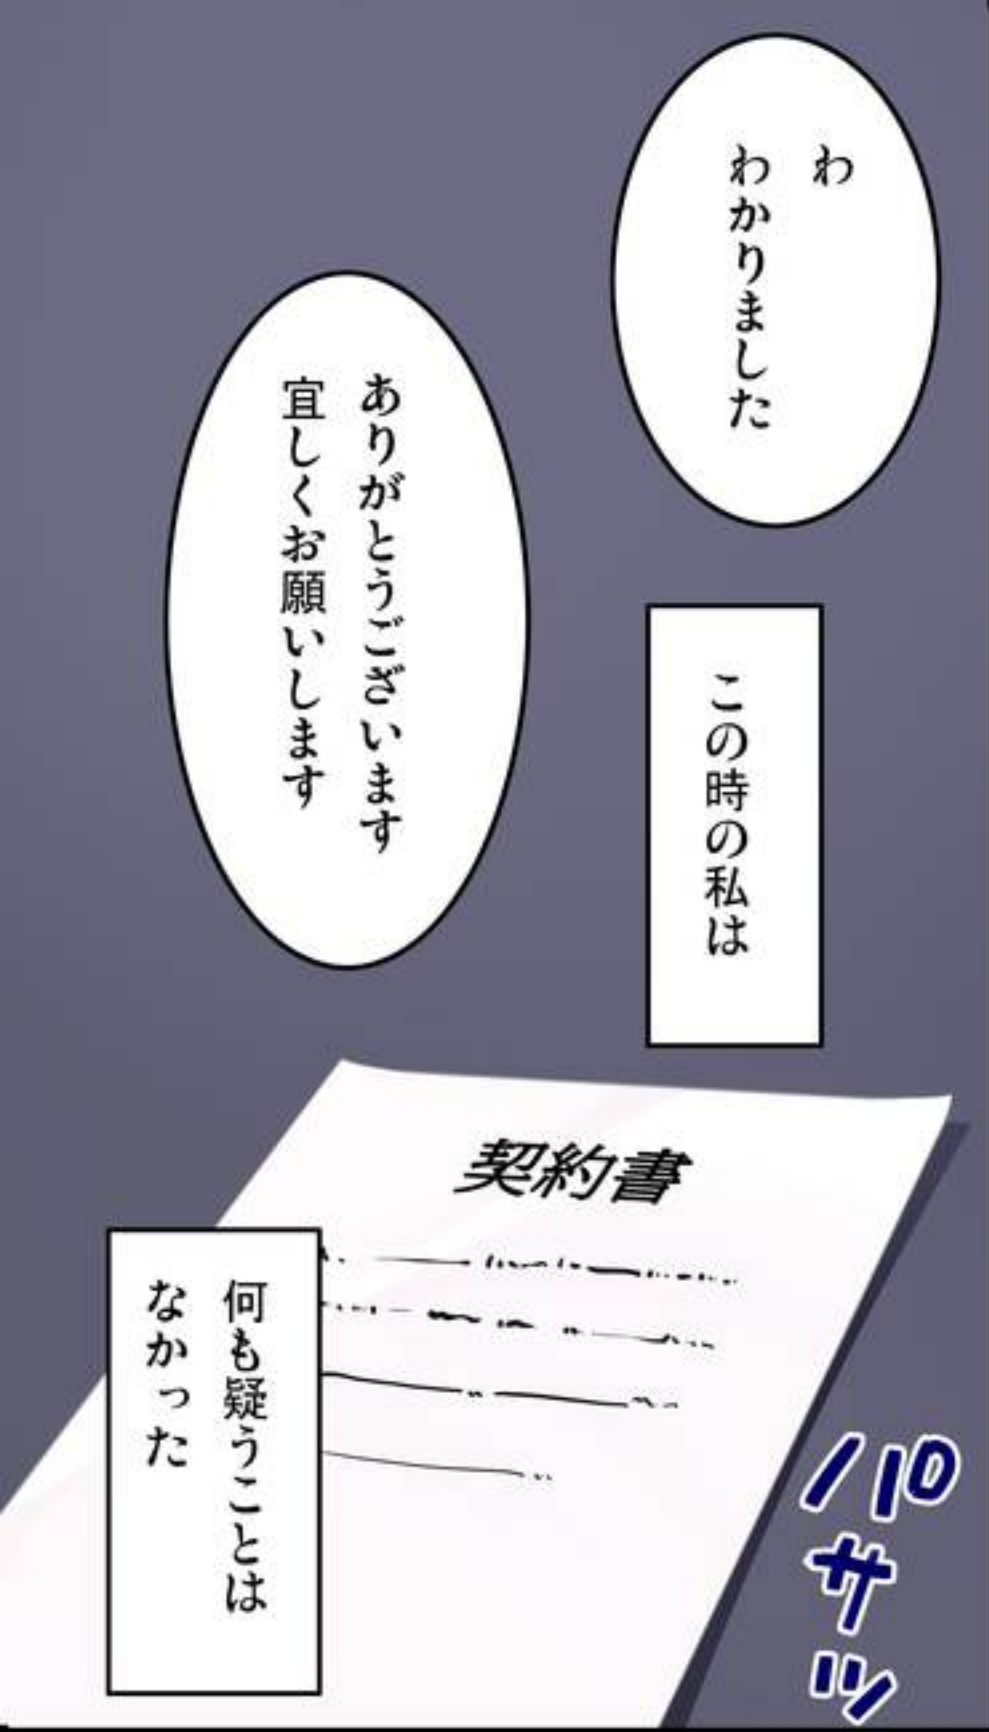 わ
わかりました
ありがとうございます
宜しくお願いします
この時の私は
契約書
何も疑うことは
なかった
パサッ